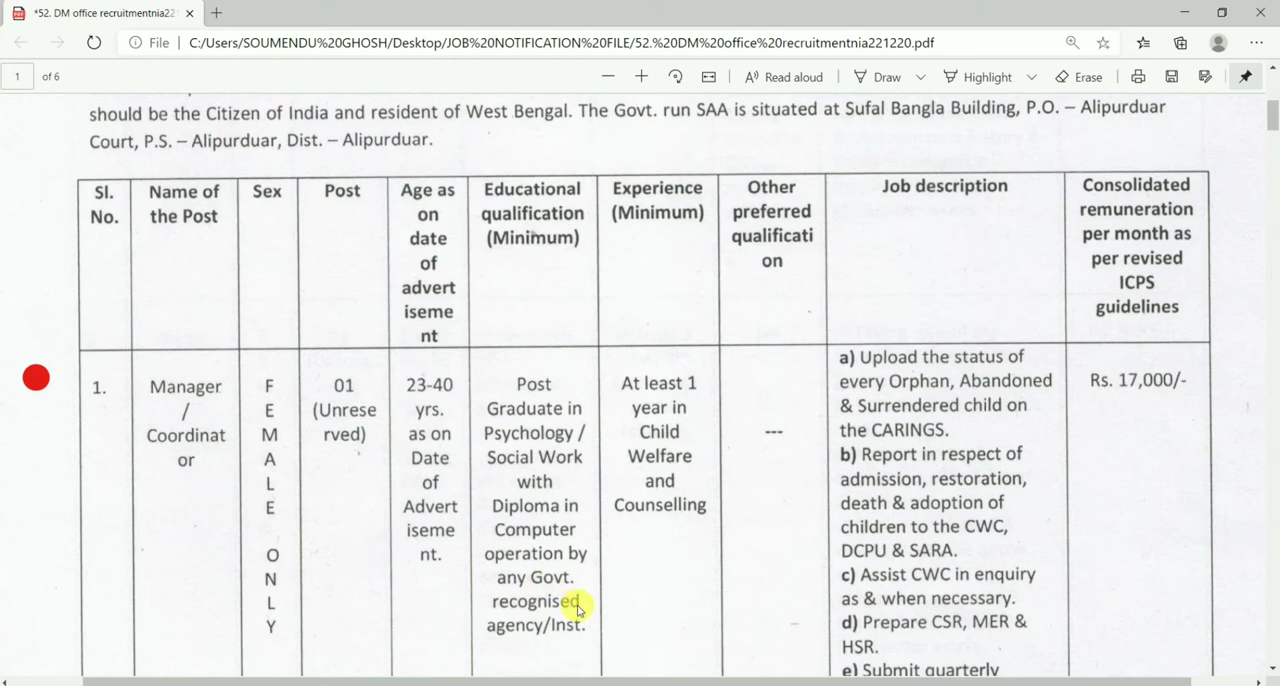 *52. DM office recruitmentnia221
File
C:/Users/SOUMENDU%20GHOSH/Desktop/JOB%20NOTIFICATION%20FILE/52.%20DM%20office%20recruitmentnia221220.pdf
1 of 6
Read aloud
Draw
Highlight
Erase
should be the Citizen of India and resident of West Bengal. The Govt. run SAA is situated at Sufal Bangla Building, P.O. – Alipurduar
Court, P.S. – Alipurduar, Dist. – Alipurduar.
Sl.
No.
Name of
the Post
Sex
Post
Age as
on
date
of
advert
iseme
nt
Educational
qualification
(Minimum)
Experience
(Minimum)
Other
preferred
qualificati
on
Job description
Consolidated
remuneration
per month as
per revised
ICPS
guidelines
1.
Manager
/
Coordinat
or
F
E
M
A
L
E
O
N
L
Y
01
(Unrese
rved)
23-40
yrs.
as on
Date
of
Advert
iseme
nt.
Post
Graduate in
Psychology /
Social Work
with
Diploma in
Computer
operation by
any Govt.
recognised
agency/Inst.
At least 1
year in
Child
Welfare
and
Counselling
---
a) Upload the status of
every Orphan, Abandoned
& Surrendered child on
the CARINGS.
b) Report in respect of
admission, restoration,
death & adoption of
children to the CWC,
DCPU & SARA.
c) Assist CWC in enquiry
as & when necessary.
d) Prepare CSR, MER &
HSR.
e) Submit quarterly
Rs. 17,000/-